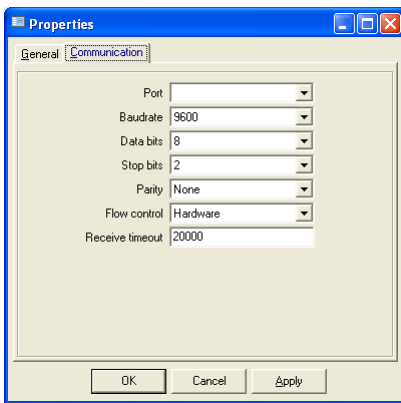 Properties
General Communication
Port
Baudrate 9600
Data bits 8
Stop bits 2
Parity None
Flow control Hardware
Receive timeout 20000
OK Cancel Apply